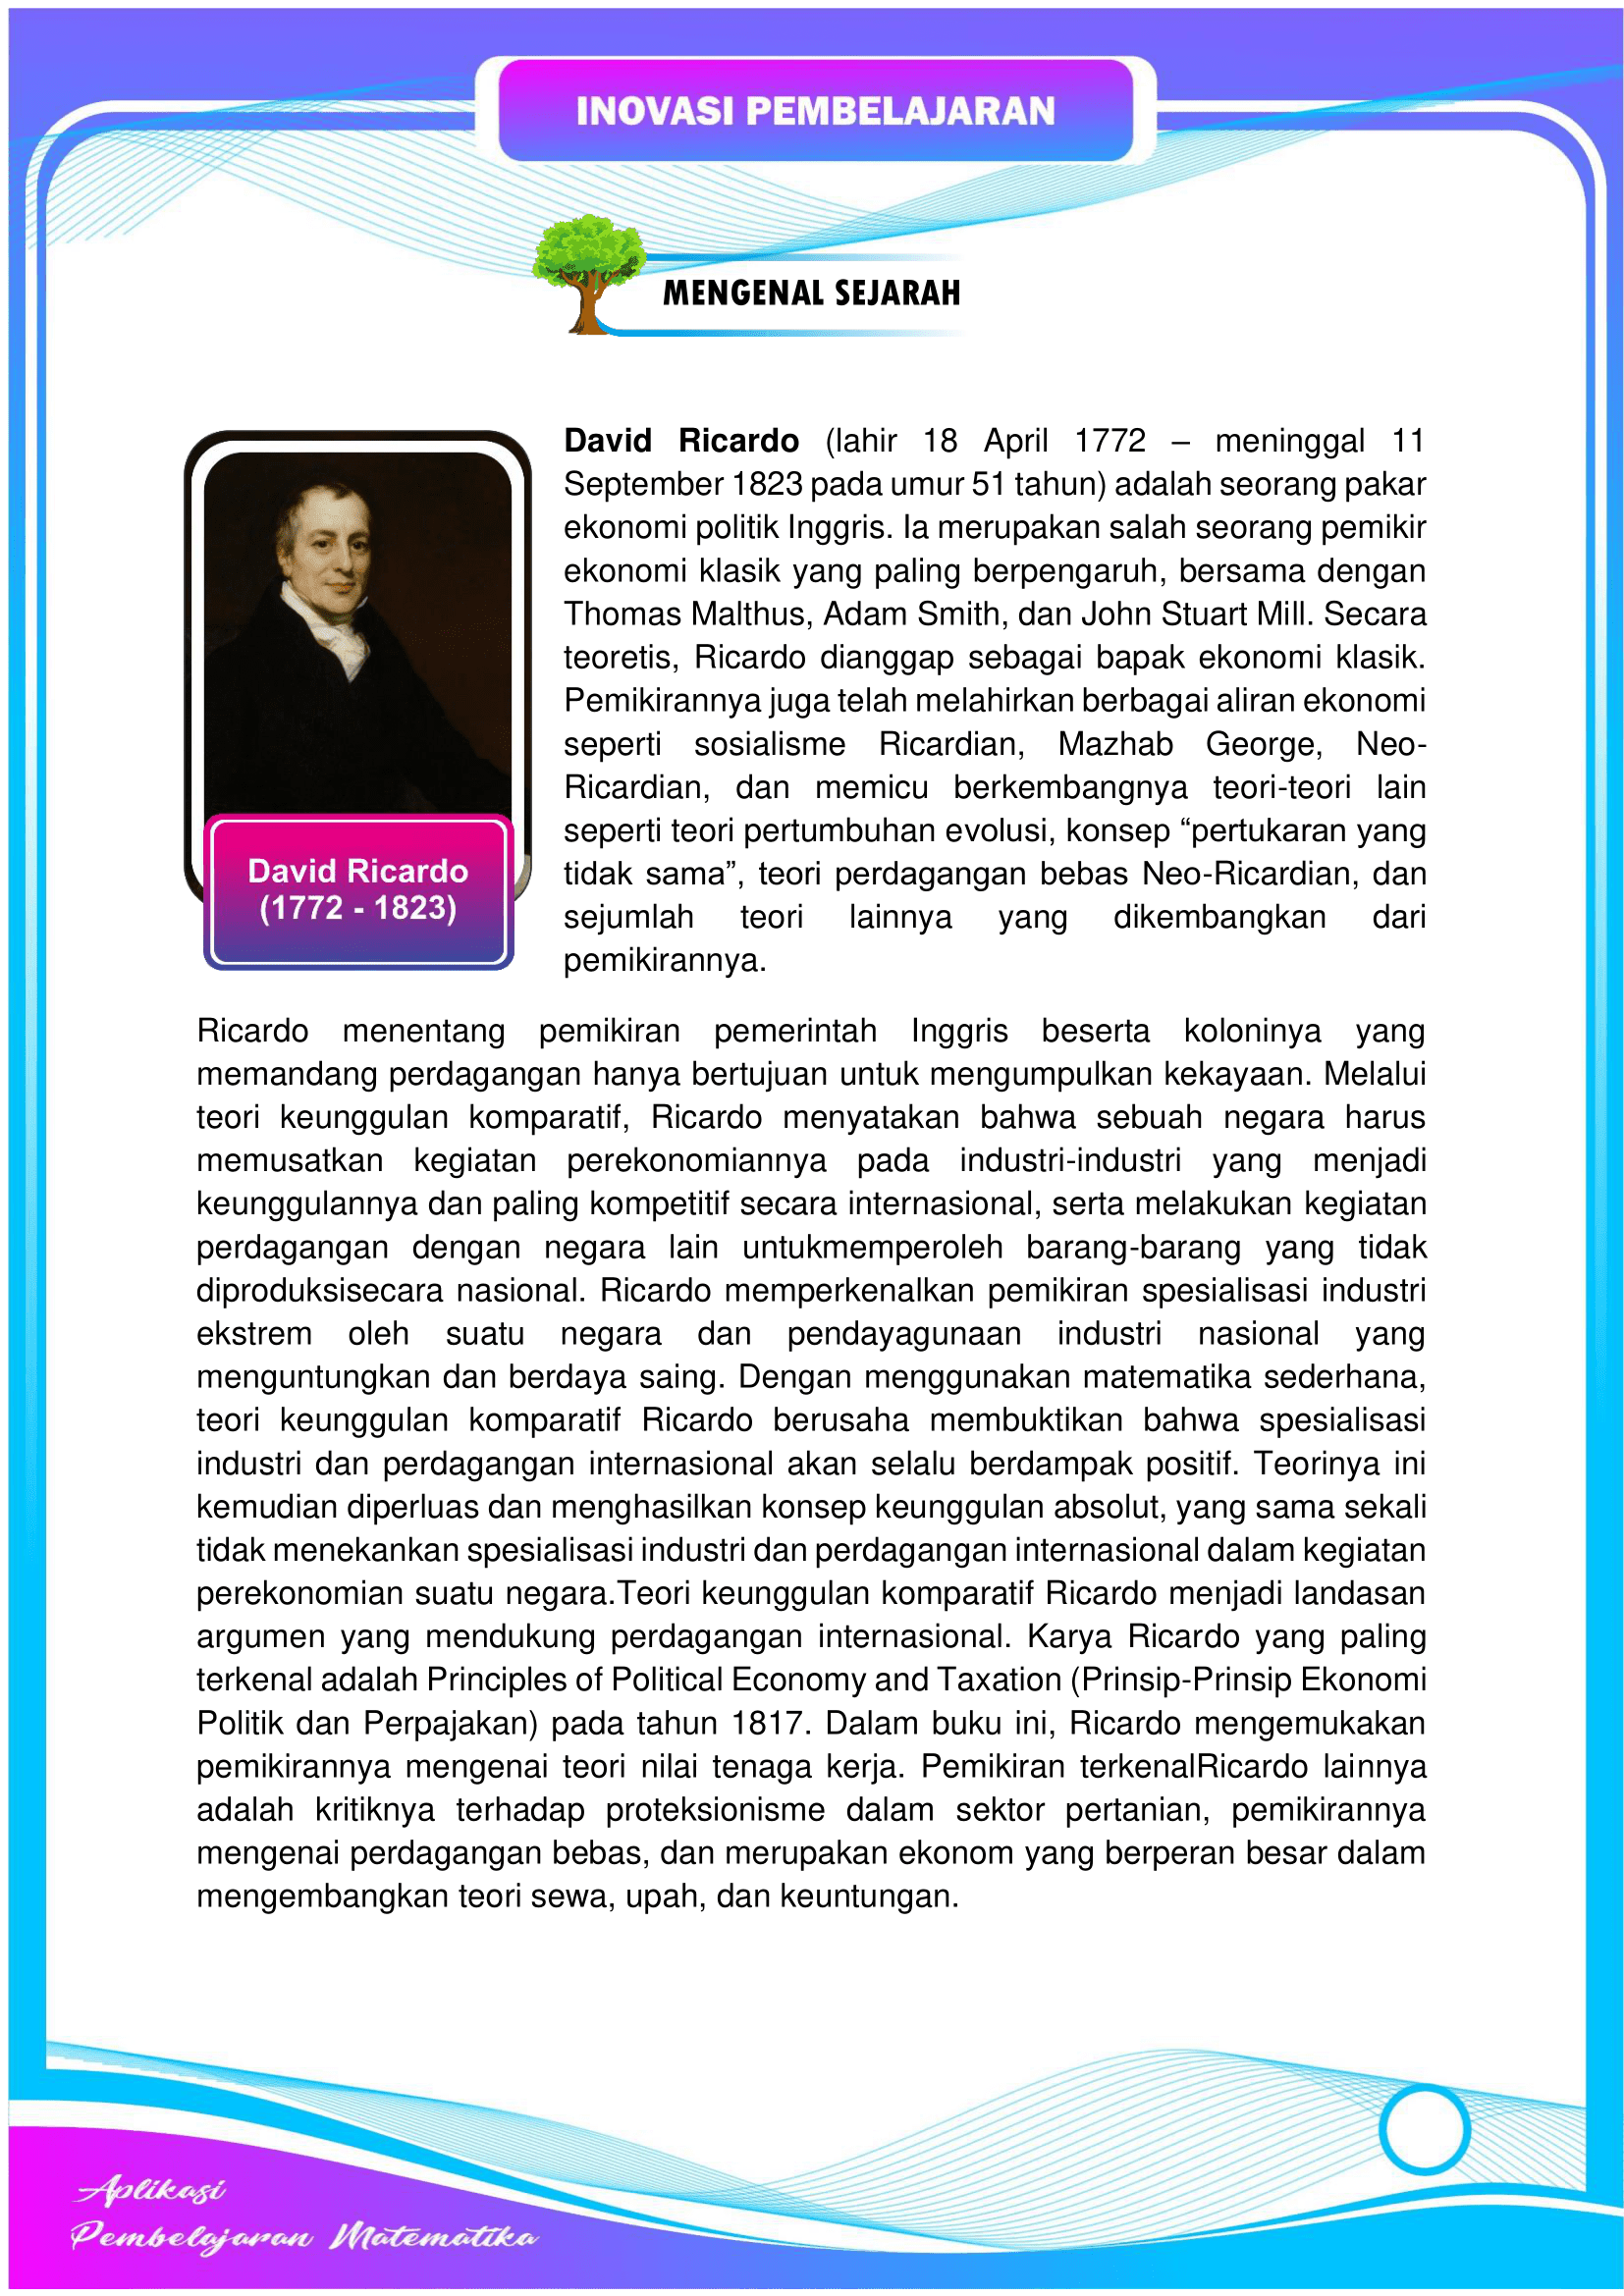 INOVASI PEMBELAJARAN
MENGENAL SEJARAH
David Ricardo (lahir 18 April 1772 – meninggal 11
September 1823 pada umur 51 tahun) adalah seorang pakar
ekonomi politik Inggris. Ia merupakan salah seorang pemikir
ekonomi klasik yang paling berpengaruh, bersama dengan
Thomas Malthus, Adam Smith, dan John Stuart Mill. Secara
teoretis, Ricardo dianggap sebagai bapak ekonomi klasik.
Pemikirannya juga telah melahirkan berbagai aliran ekonomi
seperti sosialisme Ricardian, Mazhab George, Neo-
Ricardian, dan memicu berkembangnya teori-teori lain
seperti teori pertumbuhan evolusi, konsep “pertukaran yang
tidak sama”, teori perdagangan bebas Neo-Ricardian, dan
sejumlah teori lainnya yang dikembangkan dari
pemikirannya.
David Ricardo
(1772 - 1823)
Ricardo menentang pemikiran pemerintah Inggris beserta koloninya yang
memandang perdagangan hanya bertujuan untuk mengumpulkan kekayaan. Melalui
teori keunggulan komparatif, Ricardo menyatakan bahwa sebuah negara harus
memusatkan kegiatan perekonomiannya pada industri-industri yang menjadi
keunggulannya dan paling kompetitif secara internasional, serta melakukan kegiatan
perdagangan dengan negara lain untukmemperoleh barang-barang yang tidak
diproduksisecara nasional. Ricardo memperkenalkan pemikiran spesialisasi industri
ekstrem oleh suatu negara dan pendayagunaan industri nasional yang
menguntungkan dan berdaya saing. Dengan menggunakan matematika sederhana,
teori keunggulan komparatif Ricardo berusaha membuktikan bahwa spesialisasi
industri dan perdagangan internasional akan selalu berdampak positif. Teorinya ini
kemudian diperluas dan menghasilkan konsep keunggulan absolut, yang sama sekali
tidak menekankan spesialisasi industri dan perdagangan internasional dalam kegiatan
perekonomian suatu negara.Teori keunggulan komparatif Ricardo menjadi landasan
argumen yang mendukung perdagangan internasional. Karya Ricardo yang paling
terkenal adalah Principles of Political Economy and Taxation (Prinsip-Prinsip Ekonomi
Politik dan Perpajakan) pada tahun 1817. Dalam buku ini, Ricardo mengemukakan
pemikirannya mengenai teori nilai tenaga kerja. Pemikiran terkenalRicardo lainnya
adalah kritiknya terhadap proteksionisme dalam sektor pertanian, pemikirannya
mengenai perdagangan bebas, dan merupakan ekonom yang berperan besar dalam
mengembangkan teori sewa, upah, dan keuntungan.
Aplikasi
Pembelajaran Matematika